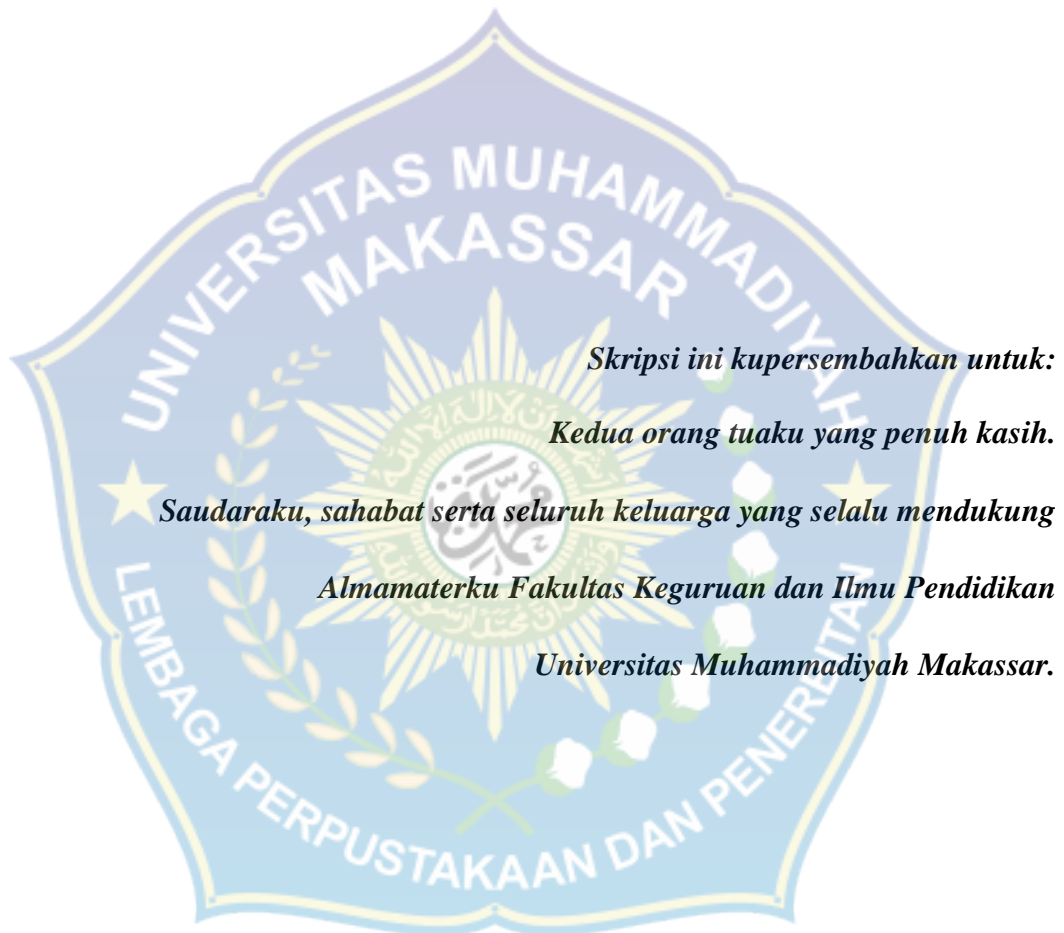 UNIVERSITAS MUHAMMADIYAH
MAKASSAR
Skripsi ini kupersembahkan untuk:
Kedua orang tuaku yang penuh kasih.
Saudaraku, sahabat serta seluruh keluarga yang selalu mendukung
Almamaterku Fakultas Keguruan dan Ilmu Pendidikan
Universitas Muhammadiyah Makassar.
LEMBAGA PERPUSTAKAAN DAN PENERBITAN